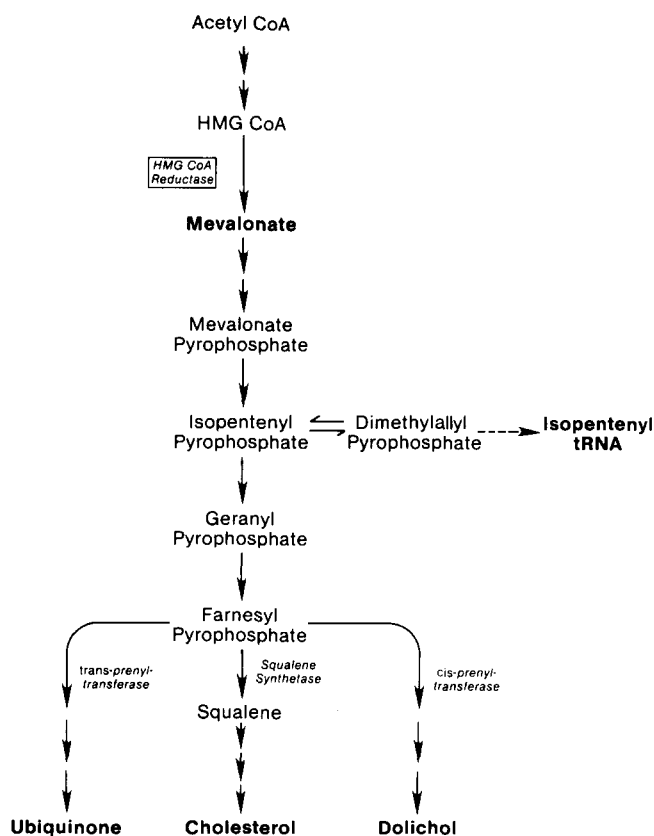 Acetyl CoA
HMG CoA
HMG CoA
Reductase
Mevalonate
Mevalonate
Pyrophosphate
Isopentenyl
Pyrophosphate
Dimethylallyl
Pyrophosphate
Isopentenyl
tRNA
Geranyl
Pyrophosphate
Farnesyl
Pyrophosphate
trans-prenyl-
transferase
Squalene
Synthetase
cis-prenyl-
transferase
Squalene
Ubiquinone
Cholesterol
Dolichol